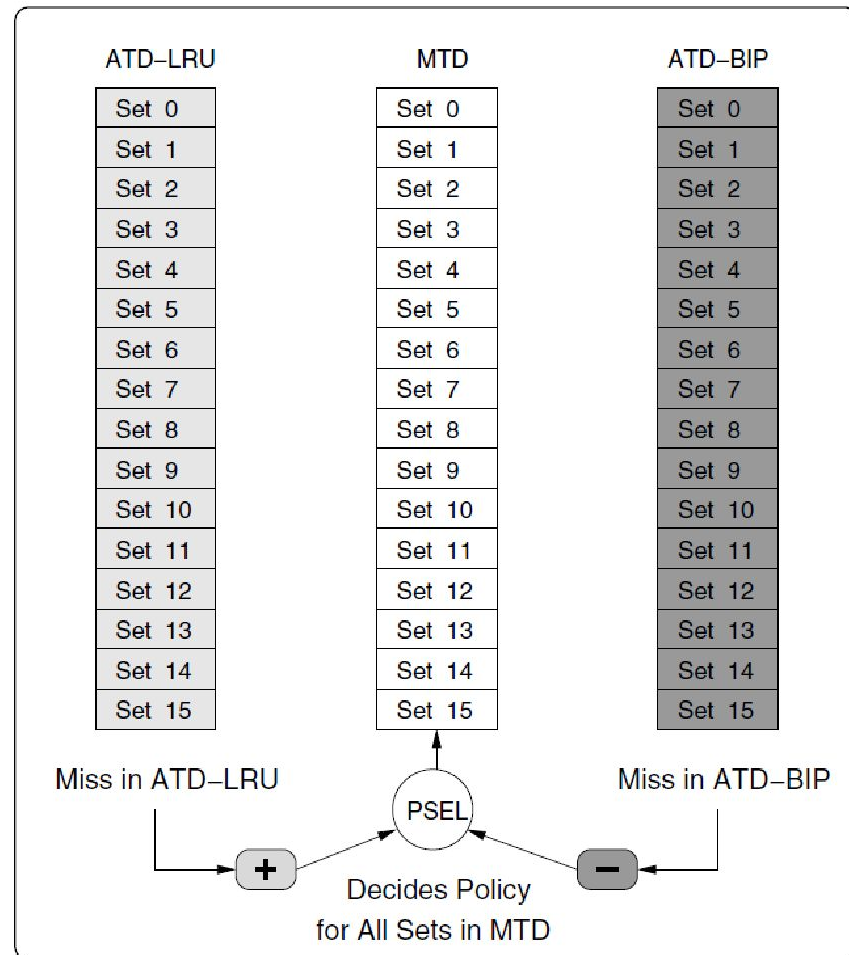 ATD–LRU
Set 0
Set 1
Set 2
Set 3
Set 4
Set 5
Set 6
Set 7
Set 8
Set 9
Set 10
Set 11
Set 12
Set 13
Set 14
Set 15
MTD
Set 0
Set 1
Set 2
Set 3
Set 4
Set 5
Set 6
Set 7
Set 8
Set 9
Set 10
Set 11
Set 12
Set 13
Set 14
Set 15
ATD–BIP
Set 0
Set 1
Set 2
Set 3
Set 4
Set 5
Set 6
Set 7
Set 8
Set 9
Set 10
Set 11
Set 12
Set 13
Set 14
Set 15
Miss in ATD–LRU
+
PSEL
Miss in ATD–BIP
–
Decides Policy
for All Sets in MTD